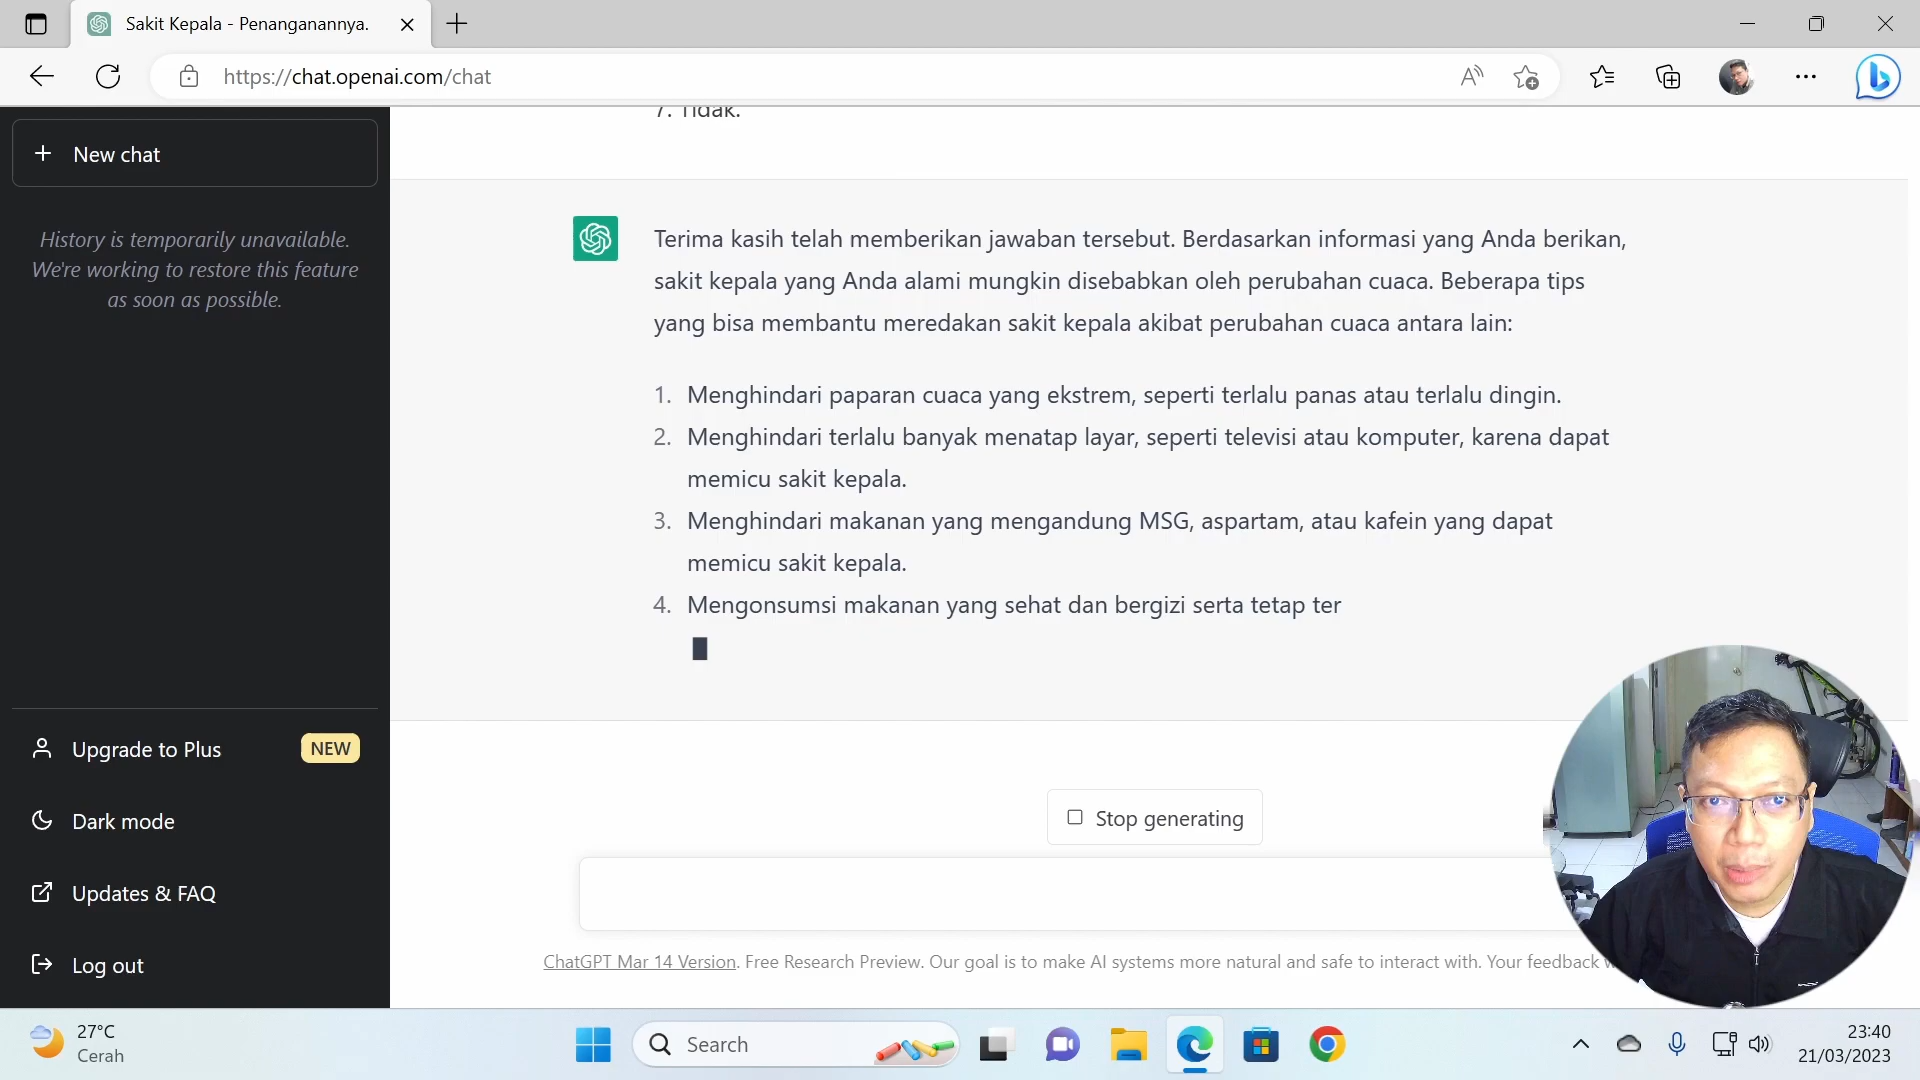 Sakit Kepala - Penanganannya.
https://chat.openai.com/chat
New chat
History is temporarily unavailable.
We're working to restore this feature
as soon as possible.
Upgrade to Plus NEW
Dark mode
Updates & FAQ
Log out
7. Tidak.
Terima kasih telah memberikan jawaban tersebut. Berdasarkan informasi yang Anda berikan,
sakit kepala yang Anda alami mungkin disebabkan oleh perubahan cuaca. Beberapa tips
yang bisa membantu meredakan sakit kepala akibat perubahan cuaca antara lain:
1. Menghindari paparan cuaca yang ekstrem, seperti terlalu panas atau terlalu dingin.
2. Menghindari terlalu banyak menatap layar, seperti televisi atau komputer, karena dapat
memicu sakit kepala.
3. Menghindari makanan yang mengandung MSG, aspartam, atau kafein yang dapat
memicu sakit kepala.
4. Mengonsumsi makanan yang sehat dan bergizi serta tetap ter
Stop generating
ChatGPT Mar 14 Version. Free Research Preview. Our goal is to make AI systems more natural and safe to interact with. Your feedback
27°C
Cerah
Search
23:40
21/03/2023